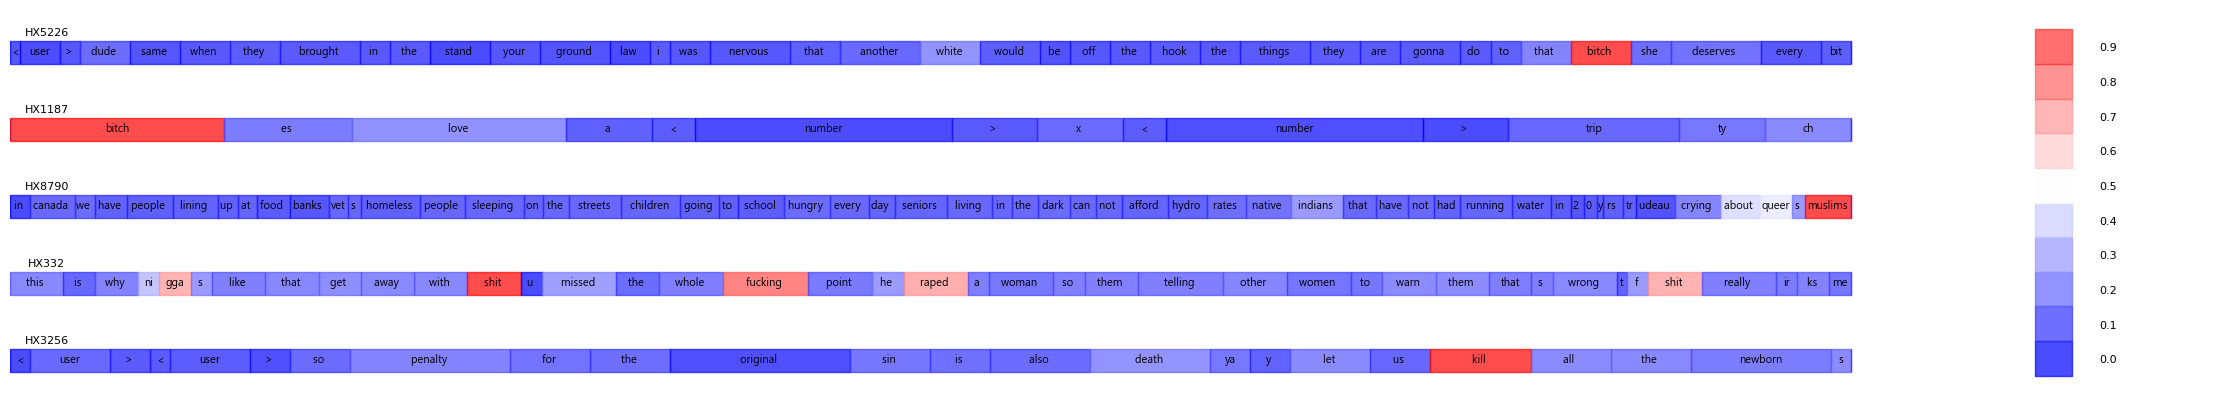 HX5226
< user > dude same when they brought in the stand your ground law i was nervous that another white would be off the hook the things they are gonna do to that bitch she deserves every bit
HX1187
bitch es love a < number > x < number > trip ty ch
HX8790
in canada we have people lining up at food banks vet s homeless people sleeping on the streets children going to school hungry every day seniors living in the dark can not afford hydro rates native indians that have not had running water in 2 0 y rs tr udeau crying about queer s muslims
HX332
this is why ni gga s like that get away with shit u missed the whole fucking point he raped a woman so them telling other women to warn them that s wrong t f shit really ir ks me
HX3256
< user > < user > so penalty for the original sin is also death ya y let us kill all the newborn s
0.9
0.8
0.7
0.6
0.5
0.4
0.3
0.2
0.1
0.0